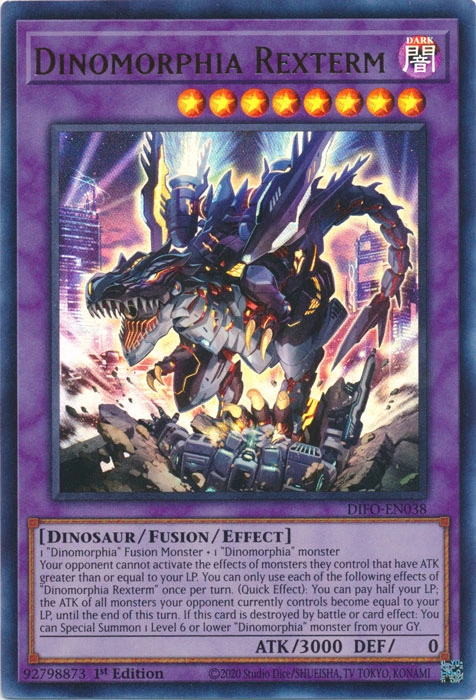 DINOMORPHIA REXTERM
DARK
闇
DIFO-EN038
[DINOSAUR/FUSION/EFFECT]
1 "Dinomorphia" Fusion Monster + 1 "Dinomorphia" monster
Your opponent cannot activate the effects of monsters they control that have ATK
greater than or equal to your LP. You can only use each of the following effects of
"Dinomorphia Rexterm" once per turn. (Quick Effect): You can pay half your LP;
the ATK of all monsters your opponent currently controls become equal to your
LP, until the end of this turn. If this card is destroyed by battle or card effect: You
can Special Summon 1 Level 6 or lower "Dinomorphia" monster from your GY.
ATK/3000 DEF/ 0
92798873 1st Edition ©2020 Studio Dice/SHUEISHA, TV TOKYO, KONAMI